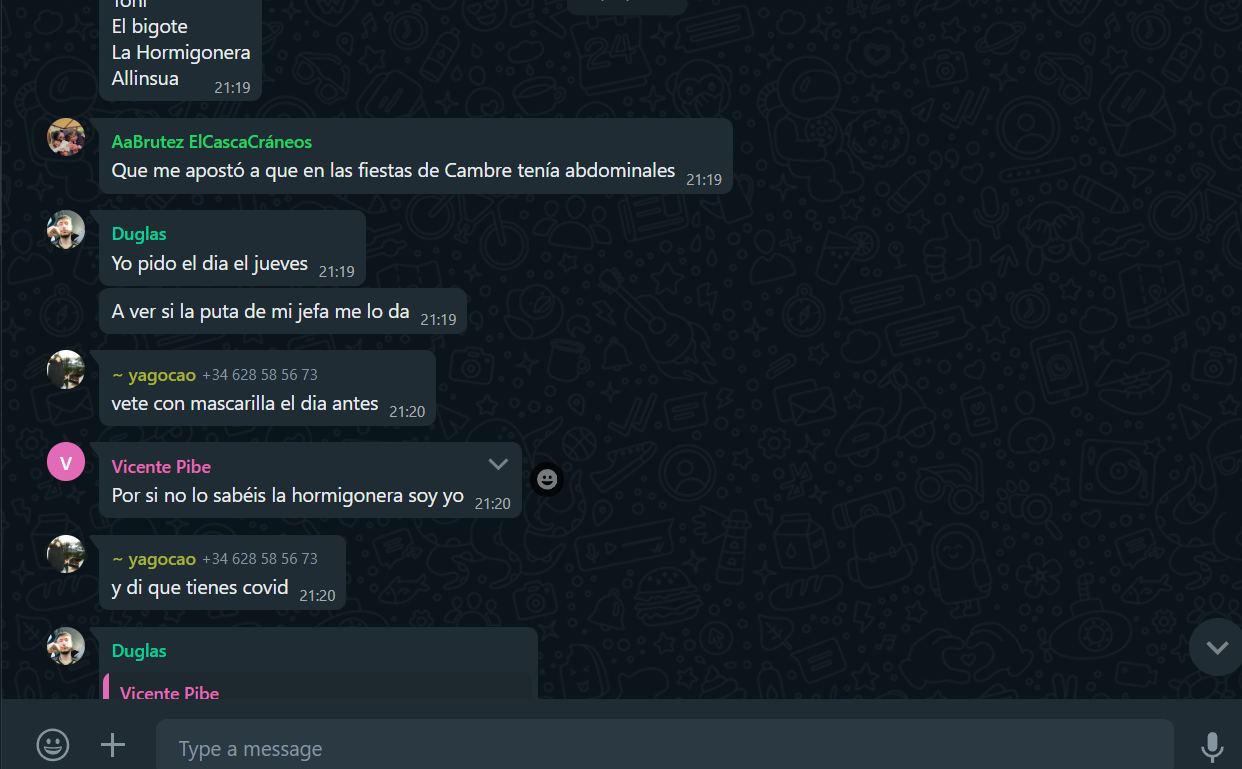 Toni
El bigote
La Hormigonera
Allinsua
21:19
AaBrutez ElCascaCráneos
Que me apostó a que en las fiestas de Cambre tenía abdominales
21:19
Duglas
Yo pido el dia el jueves
21:19
A ver si la puta de mi jefa me lo da
21:19
~ yagocao +34 628 58 56 73
vete con mascarilla el dia antes
21:20
V
Vicente Pibe
Por si no lo sabéis la hormigonera soy yo
21:20
~ yagocao +34 628 58 56 73
y di que tienes covid
21:20
Duglas
Vicente Pibe
Type a message